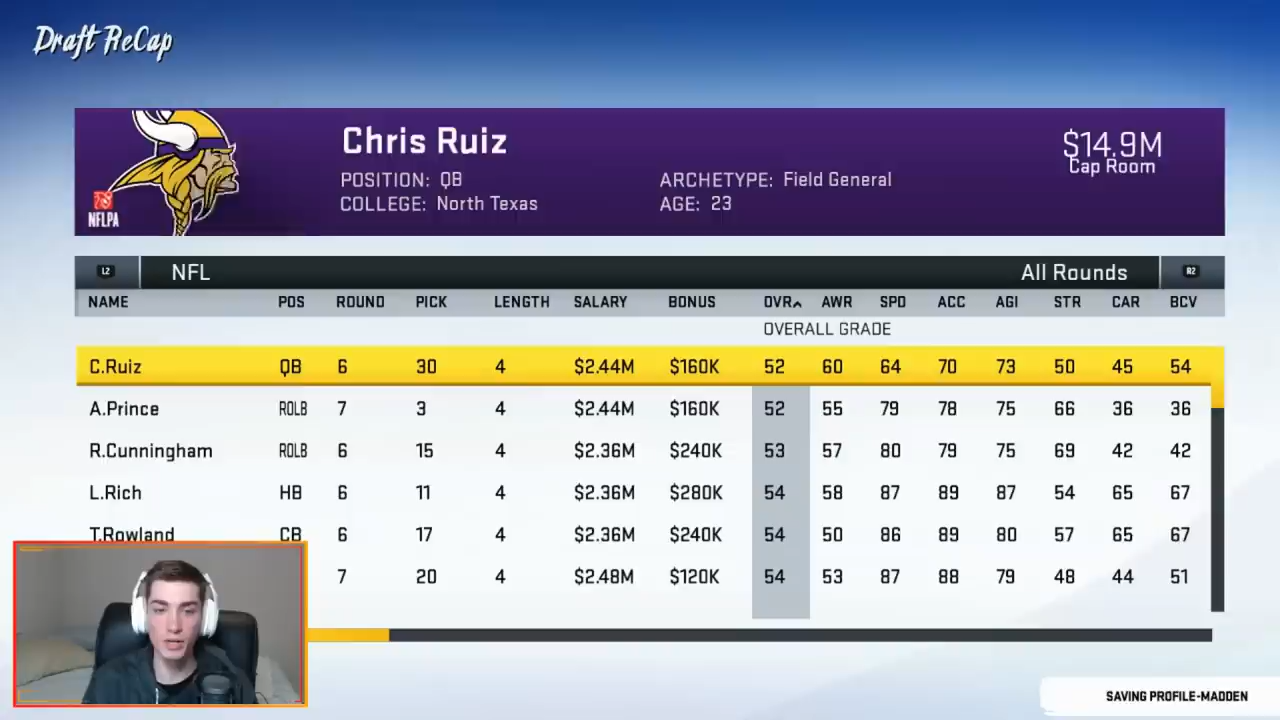 Draft ReCap
Chris Ruiz
$14.9M
Cap Room
POSITION: QB
ARCHETYPE: Field General
COLLEGE: North Texas
AGE: 23
NFLPA
L2 NFL All Rounds R2
NAME POS ROUND PICK LENGTH SALARY BONUS OVR AWR SPD ACC AGI STR CAR BCV
OVERALL GRADE
C.Ruiz QB 6 30 4 $2.44M $160K 52 60 64 70 73 50 45 54
A.Prince ROLB 7 3 4 $2.44M $160K 52 55 79 78 75 66 36 36
R.Cunningham ROLB 6 15 4 $2.36M $240K 53 57 80 79 75 69 42 42
L.Rich HB 6 11 4 $2.36M $280K 54 58 87 89 87 54 65 67
T.Rowland CB 6 17 4 $2.36M $240K 54 50 86 89 80 57 65 67
7 20 4 $2.48M $120K 54 53 87 88 79 48 44 51
SAVING PROFILE-MADDEN